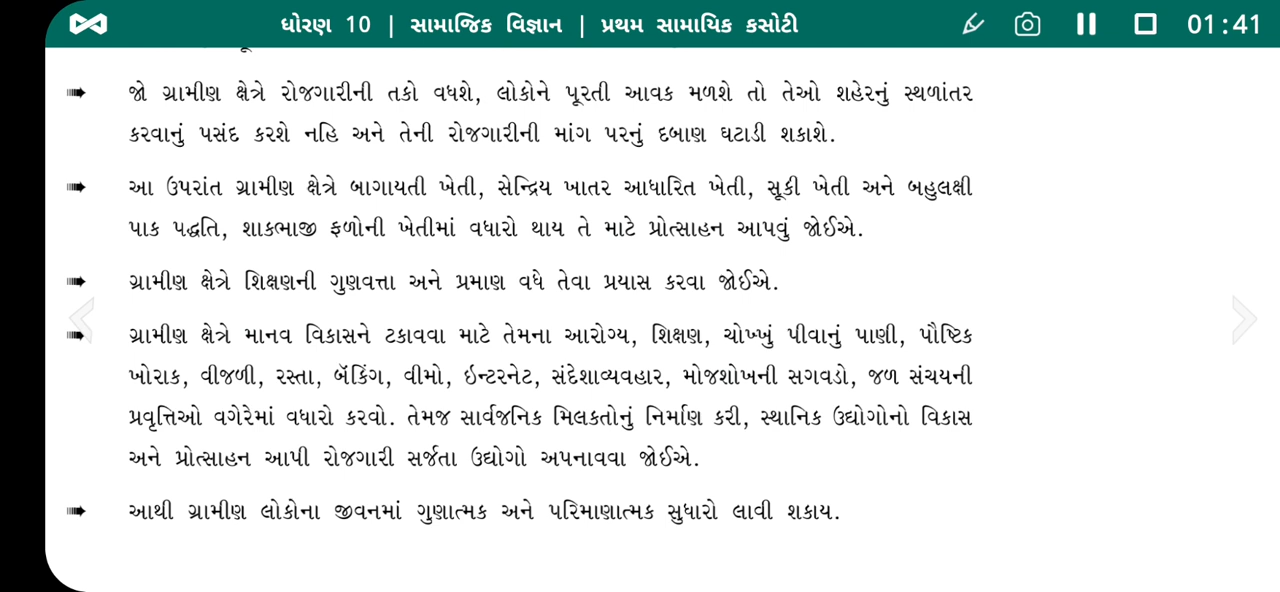 ધોરણ 10 | સામાજિક વિજ્ઞાન | પ્રથમ સામાયિક કસોટી
01:41
જો ગ્રામીણ ક્ષેત્રે રોજગારીની તકો વધશે, લોકોને પૂરતી આવક મળશે તો તેઓ શહેરનું સ્થળાંતર
કરવાનું પસંદ કરશે નહિ અને તેની રોજગારીની માંગ પરનું દબાણ ઘટાડી શકાશે.
આ ઉપરાંત ગ્રામીણ ક્ષેત્રે બાગાયતી ખેતી, સેન્દ્રિય ખાતર આધારિત ખેતી, સૂકી ખેતી અને બહુલક્ષી
પાક પદ્ધતિ, શાકભાજી ફળોની ખેતીમાં વધારો થાય તે માટે પ્રોત્સાહન આપવું જોઈએ.
ગ્રામીણ ક્ષેત્રે શિક્ષણની ગુણવત્તા અને પ્રમાણ વધે તેવા પ્રયાસ કરવા જોઈએ.
ગ્રામીણ ક્ષેત્રે માનવ વિકાસને ટકાવવા માટે તેમના આરોગ્ય, શિક્ષણ, ચોખ્ખું પીવાનું પાણી, પૌષ્ટિક
ખોરાક, વીજળી, રસ્તા, બૅંકિંગ, વીમો, ઇન્ટરનેટ, સંદેશાવ્યવહાર, મોજશોખની સગવડો, જળ સંચયની
પ્રવૃત્તિઓ વગેરેમાં વધારો કરવો. તેમજ સાર્વજનિક મિલકતોનું નિર્માણ કરી, સ્થાનિક ઉદ્યોગોનો વિકાસ
અને પ્રોત્સાહન આપી રોજગારી સર્જતા ઉદ્યોગો અપનાવવા જોઈએ.
આથી ગ્રામીણ લોકોના જીવનમાં ગુણાત્મક અને પરિમાણાત્મક સુધારો લાવી શકાય.